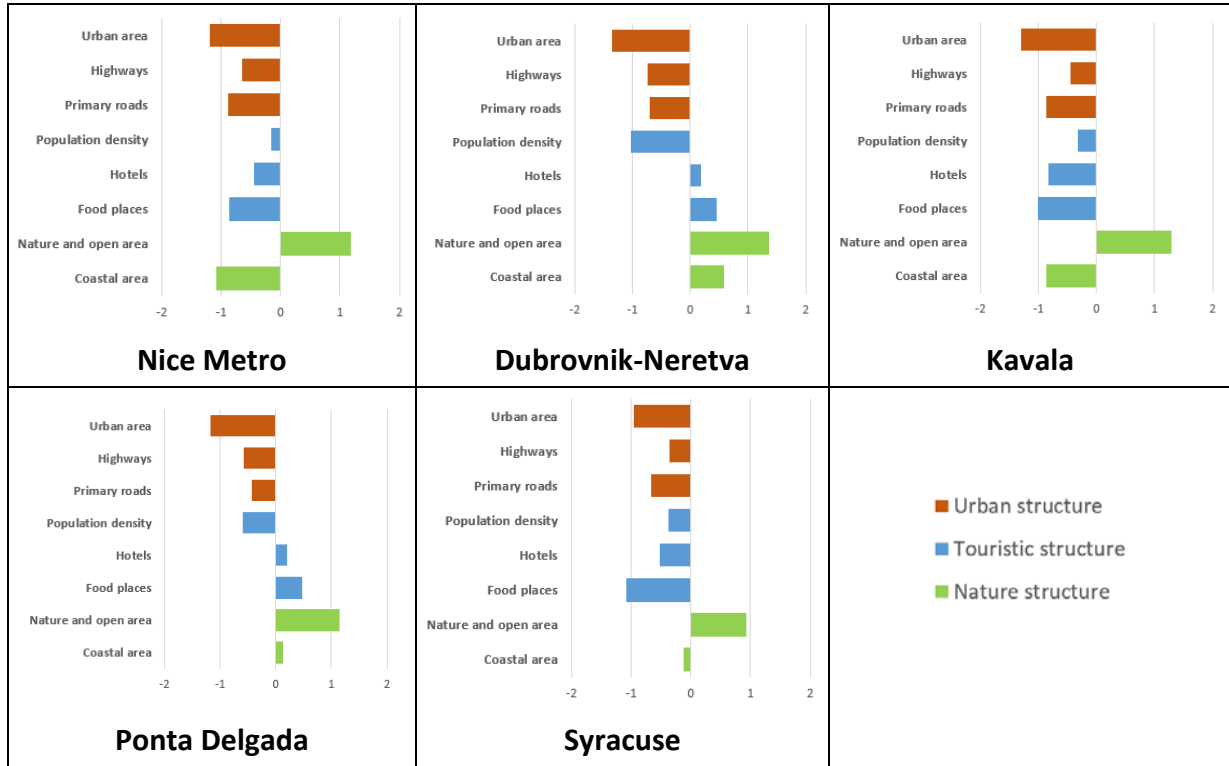 Urban area
Highways
Primary roads
Population density
Hotels
Food places
Nature and open area
Coastal area
-2 -1 0 1 2
Nice Metro
Urban area
Highways
Primary roads
Population density
Hotels
Food places
Nature and open area
Coastal area
-2 -1 0 1 2
Dubrovnik-Neretva
Urban area
Highways
Primary roads
Population density
Hotels
Food places
Nature and open area
Coastal area
-2 -1 0 1 2
Kavala
Urban area
Highways
Primary roads
Population density
Hotels
Food places
Nature and open area
Coastal area
-2 -1 0 1 2
Ponta Delgada
Urban area
Highways
Primary roads
Population density
Hotels
Food places
Nature and open area
Coastal area
-2 -1 0 1 2
Syracuse
Urban structure
Touristic structure
Nature structure